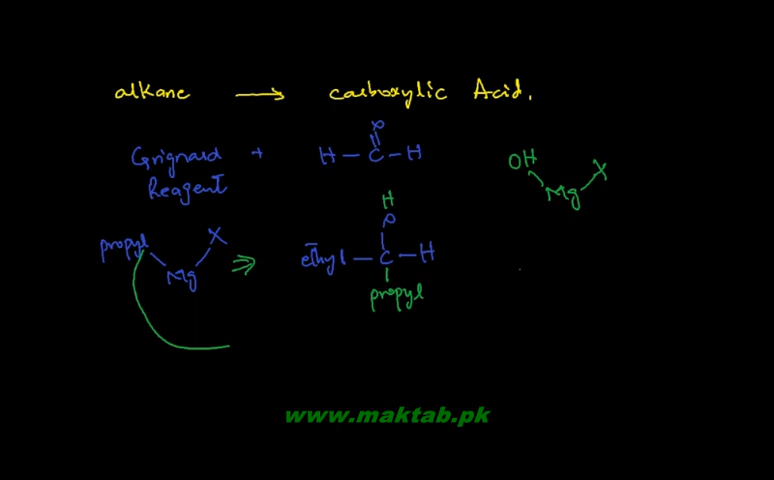 alkane → carboxylic Acid.
O
Grignard + H — C — H
Reagent
OH
Mg
X
H
O
propyl Mg X ⇒ ethyl — C — H
propyl
www.maktab.pk